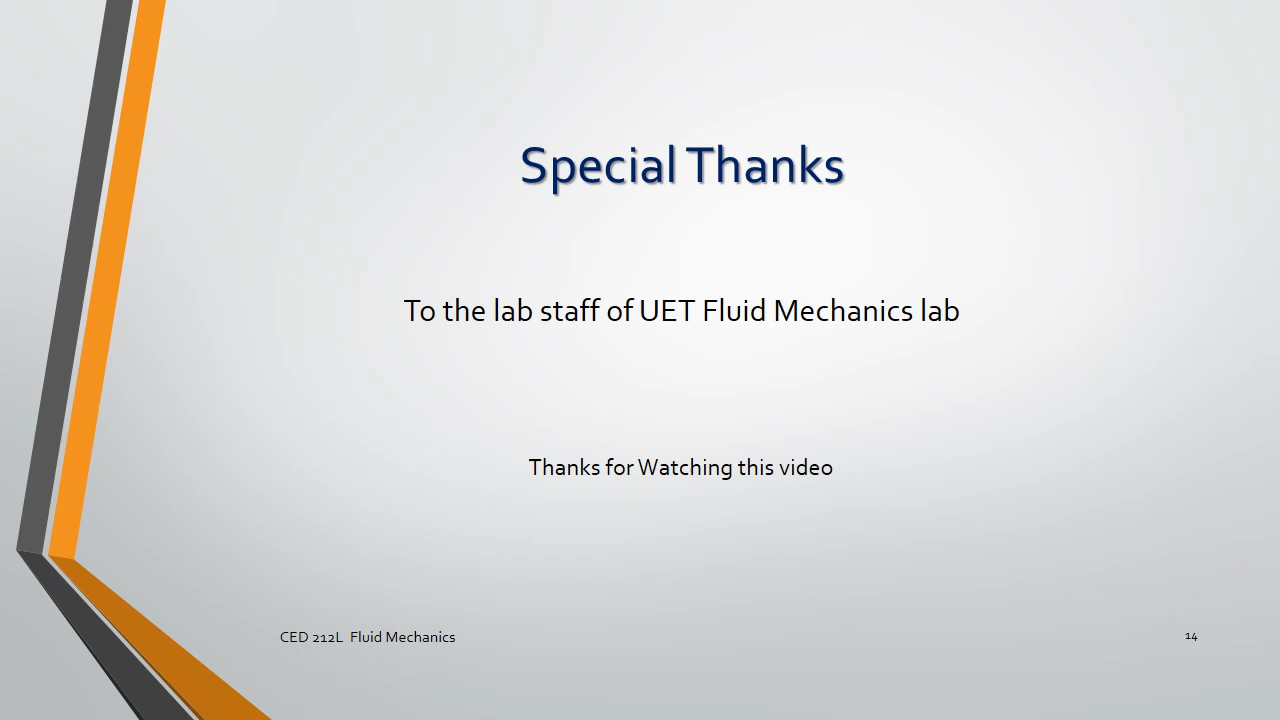 Special Thanks
To the lab staff of UET Fluid Mechanics lab
Thanks for Watching this video
CED 212L Fluid Mechanics
14